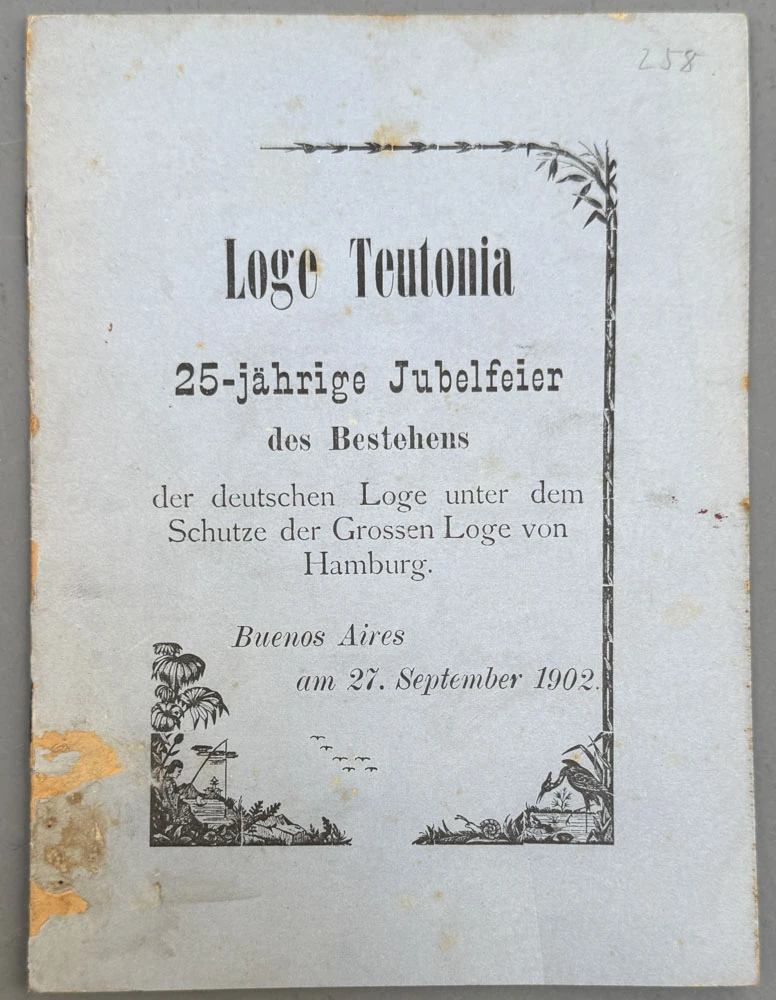 258
Loge Teutonia
25-jährige Jubelfeier
des Bestehens
der deutschen Loge unter dem
Schutze der Grossen Loge von
Hamburg.
Buenos Aires
am 27. September 1902.